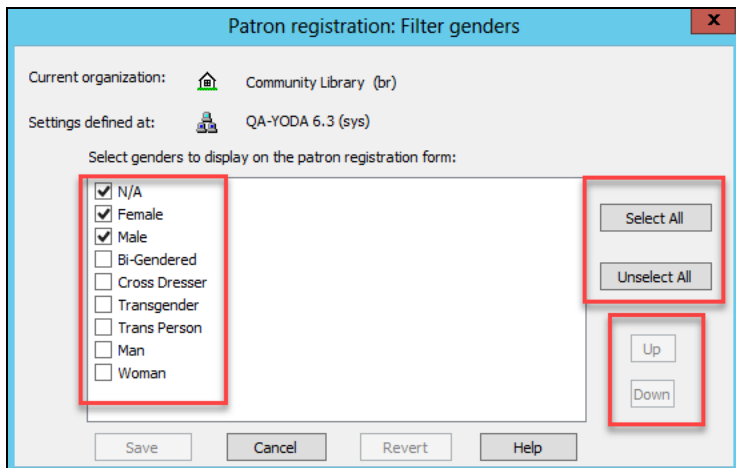 Patron registration: Filter genders
x
Current organization: Community Library (br)
Settings defined at: QA-YODA 6.3 (sys)
Select genders to display on the patron registration form:
N/A
Female
Male
Bi-Gendered
Cross Dresser
Transgender
Trans Person
Man
Woman
Select All
Unselect All
Up
Down
Save Cancel Revert Help